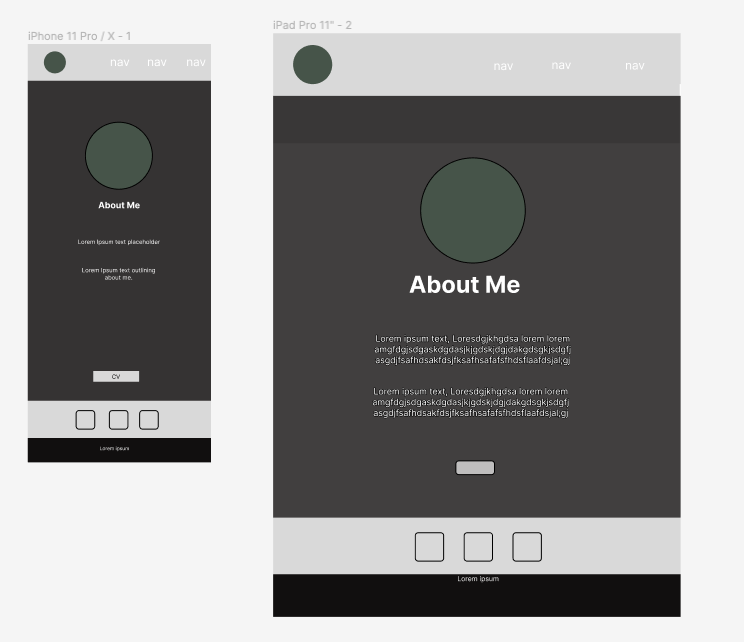 iPhone 11 Pro / X - 1
nav nav nav
About Me
Lorem Ipsum text placeholder
Lorem Ipsum text outlining
about me.
CV
Lorem ipsum
iPad Pro 11" - 2
nav nav nav
About Me
Lorem ipsum text, Loresdgjkhgdsa lorem lorem
amgfdgjsdgaskdgdasjkjgdskjdgjdakgdsgkjsdgfj
asgdjfsafhdsakfdsjfksafhsafafsfhdsflaafdsjal;gj
Lorem ipsum text, Loresdgjkhgdsa lorem lorem
amgfdgjsdgaskdgdasjkjgdskjdgjdakgdsgkjsdgfj
asgdjfsafhdsakfdsjfksafhsafafsfhdsflaafdsjal;gj
Lorem Ipsum